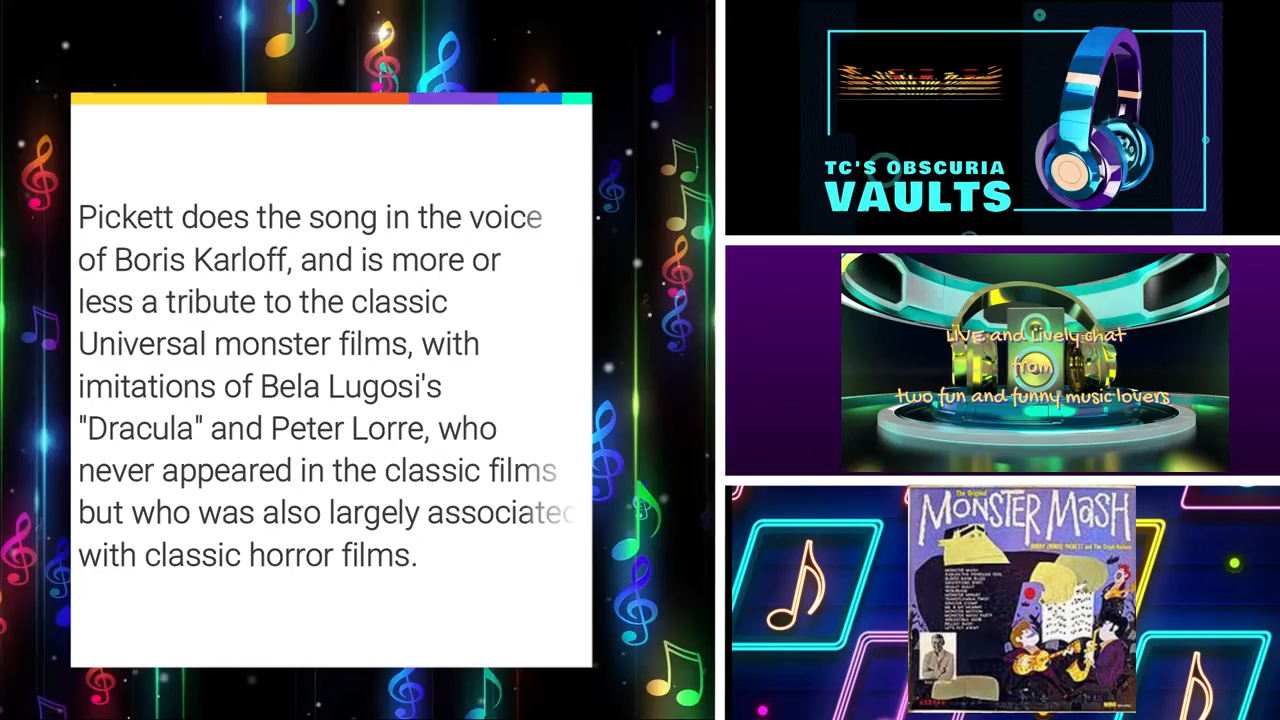 Pickett does the song in the voice
of Boris Karloff, and is more or
less a tribute to the classic
Universal monster films, with
imitations of Bela Lugosi's
"Dracula" and Peter Lorre, who
never appeared in the classic films
but who was also largely associated
with classic horror films.
TC'S OBSCURIA
VAULTS
LIVE and lively chat
from
two fun and funny music lovers
The Original
MONSTER MASH